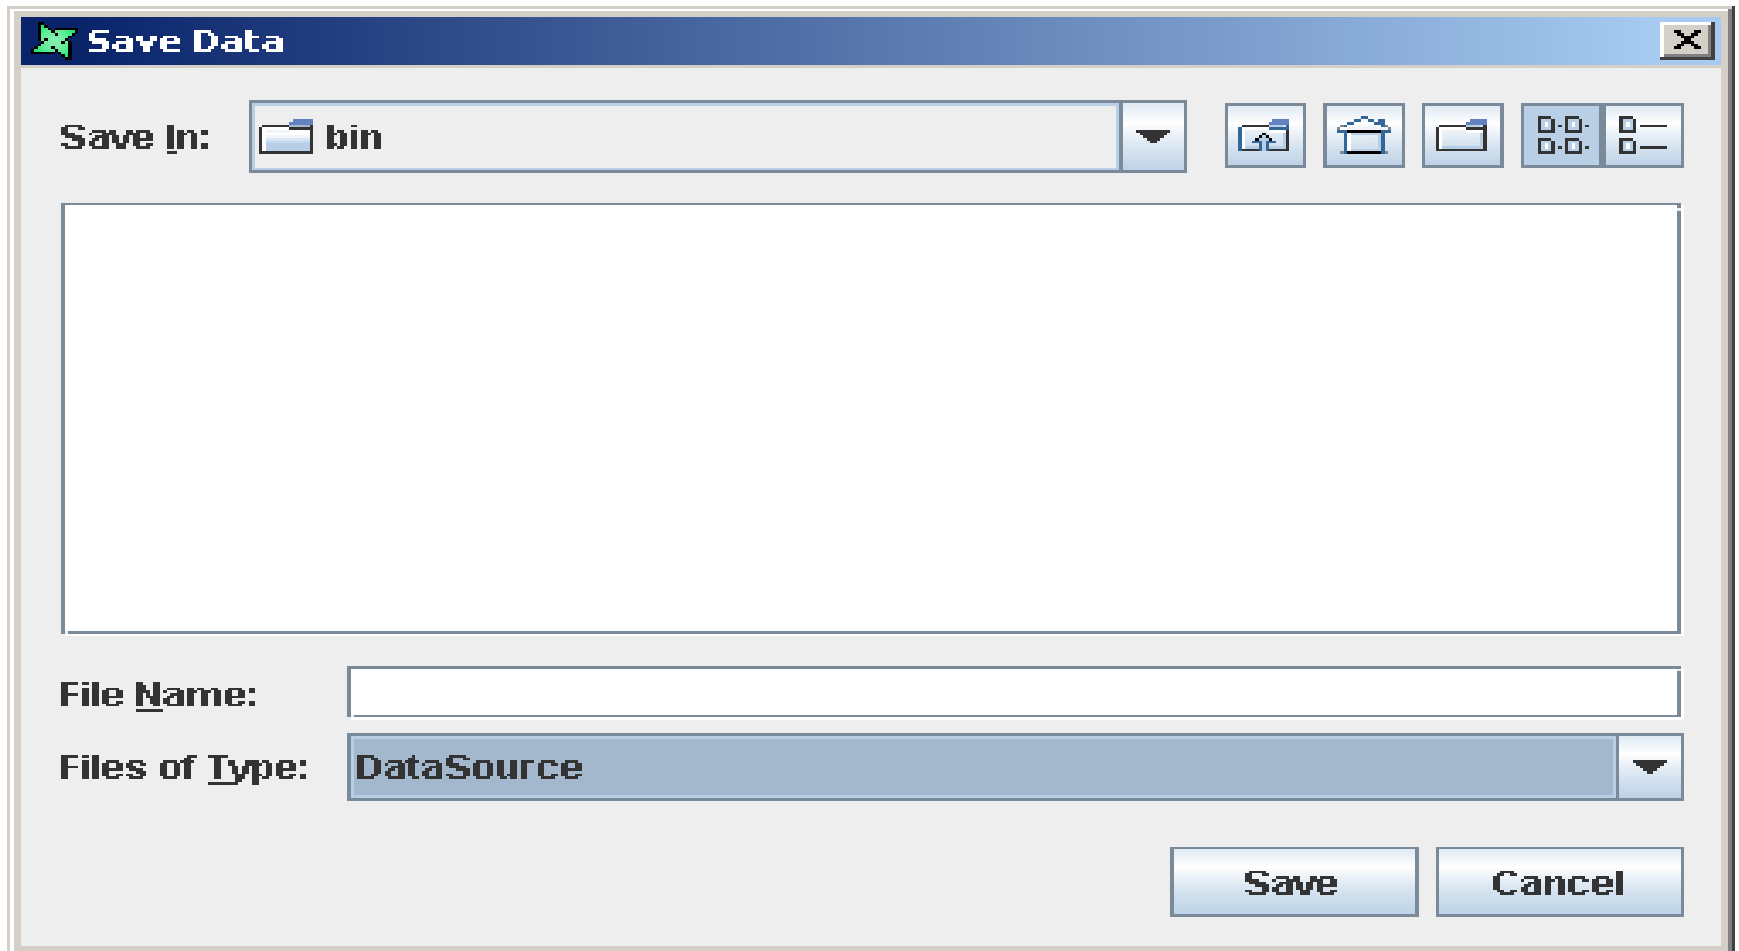 Save Data
Save In: bin
File Name:
Files of Type: DataSource
Save Cancel